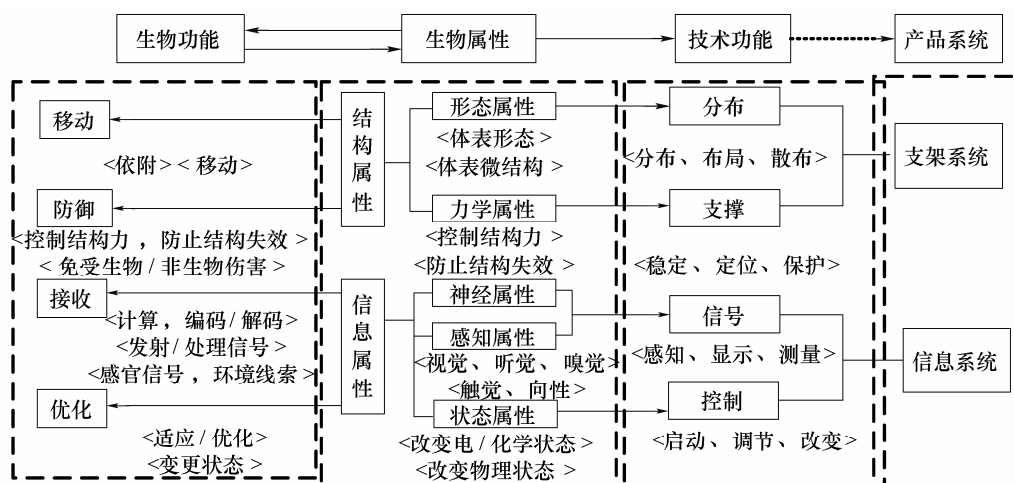 生物功能
生物属性
技术功能
产品系统
移动
<依附> < 移动>
防御
<控制结构力 , 防止结构失效 >
< 免受生物 / 非生物伤害>
接收
<计算 , 编码 / 解码>
<发射 / 处理信号 >
<感官信号 , 环境线索 >
优化
<适应 / 优化>
<变更状态 >
结构属性
形态属性
<体表形态 >
<体表微结构 >
力学属性
<控制结构力 >
<防止结构失效 >
信息属性
神经属性
感知属性
<视觉、听觉、嗅觉>
<触觉、向性>
状态属性
<改变电 / 化学状态 >
<改变物理状态 >
分布
<分布、布局、散布>
支撑
<稳定、定位、保护>
信号
<感知、显示、测量>
控制
<启动、调节、改变>
支架系统
信息系统